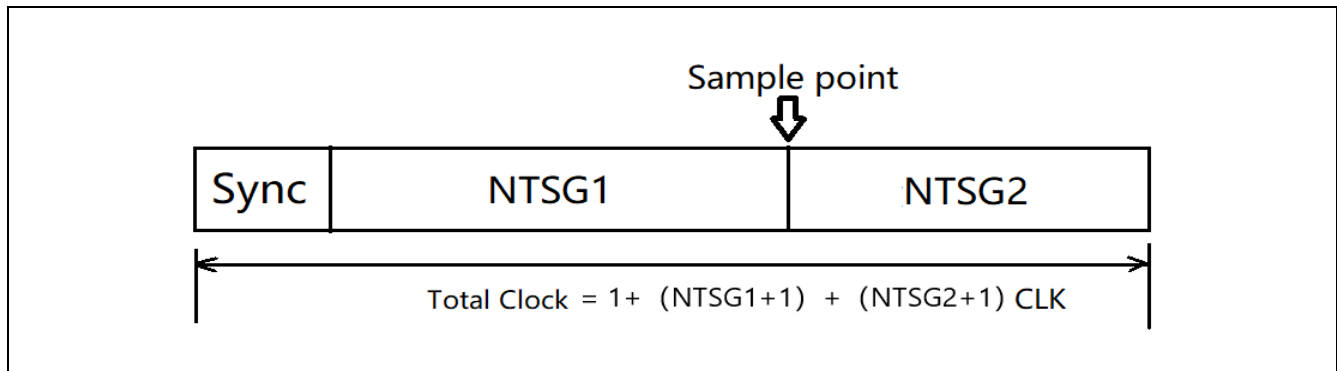 Sample point
Sync NTSG1 NTSG2
Total Clock = 1+ (NTSG1+1) + (NTSG2+1) CLK